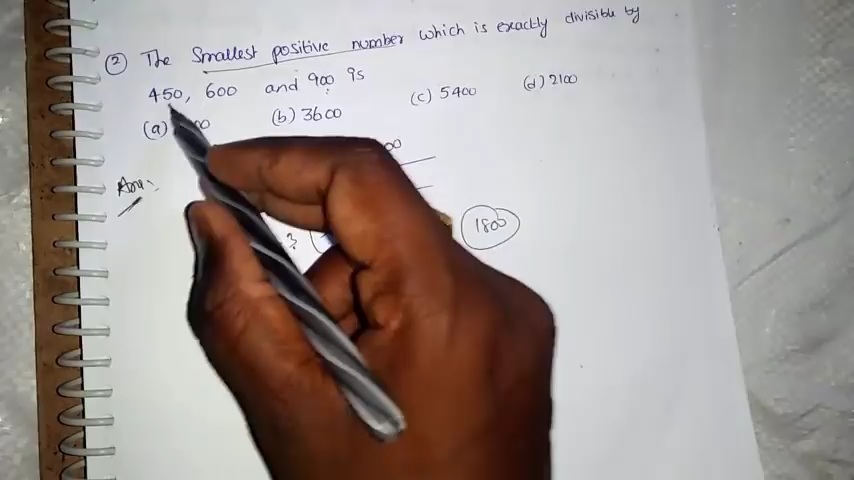 ② The Smallest positive number which is exactly divisible by
450, 600 and 900 is
(a) (b) 3600 (c) 5400 (d) 2100
Ans:
3 1800